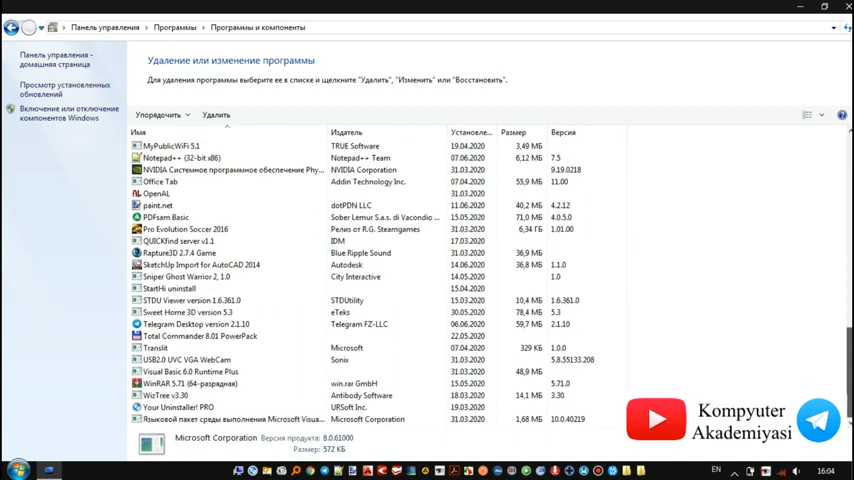 Панель управления
Программы
Программы и компоненты
Панель управления -
домашняя страница
Просмотр установленных
обновлений
Включение или отключение
компонентов Windows
Удаление или изменение программы
Для удаления программы выберите ее в списке и щелкните "Удалить", "Изменить" или "Восстановить".
Упорядочить Удалить
Имя Издатель Установле... Размер Версия
MyPublicWiFi 5.1 TRUE Software 19.04.2020 3,49 МБ
Notepad++ (32-bit x86) Notepad++ Team 07.06.2020 6,12 МБ 7.5
NVIDIA Системное программное обеспечение Phy... NVIDIA Corporation 31.03.2020 9.19.0218
Office Tab Addin Technology Inc. 07.04.2020 55,9 МБ 11.00
OpenAL 31.03.2020
paint.net dotPDN LLC 11.06.2020 40,2 МБ 4.2.12
PDFsam Basic Sober Lemur S.a.s. di Vacondio ... 15.05.2020 71,0 МБ 4.0.5.0
Pro Evolution Soccer 2016 Релиз от R.G. Steamgames 31.03.2020 6,34 ГБ 1.01.00
QUICKfind server v1.1 IDM 17.03.2020
Rapture3D 2.7.4 Game Blue Ripple Sound 31.03.2020 36,9 МБ
SketchUp Import for AutoCAD 2014 Autodesk 14.06.2020 36,8 МБ 1.1.0
Sniper Ghost Warrior 2, 1.0 City Interactive 31.03.2020 1.0
StartHi uninstall 15.04.2020
STDU Viewer version 1.6.361.0 STDUtility 15.03.2020 10,4 МБ 1.6.361.0
Sweet Home 3D version 5.3 eTeks 30.05.2020 78,4 МБ 5.3
Telegram Desktop version 2.1.10 Telegram FZ-LLC 06.06.2020 59,7 МБ 2.1.10
Total Commander 8.01 PowerPack 22.05.2020
Translit Microsoft 07.04.2020 329 КБ 1.0.0
USB2.0 UVC VGA WebCam Sonix 31.03.2020 5.8.55133.208
Visual Basic 6.0 Runtime Plus 31.03.2020 48,9 МБ
WinRAR 5.71 (64-разрядная) win.rar GmbH 15.05.2020 5.71.0
WizTree v3.30 Antibody Software 18.03.2020 14,1 МБ 3.30
Your Uninstaller! PRO URSoft Inc. 19.03.2020
Языковой пакет среды выполнения Microsoft Visua... Microsoft Corporation 31.03.2020 1,68 МБ 10.0.40219
Microsoft Corporation Версия продукта: 8.0.61000
Размер: 572 КБ
Kompyuter
Akademiyasi
EN 16:04